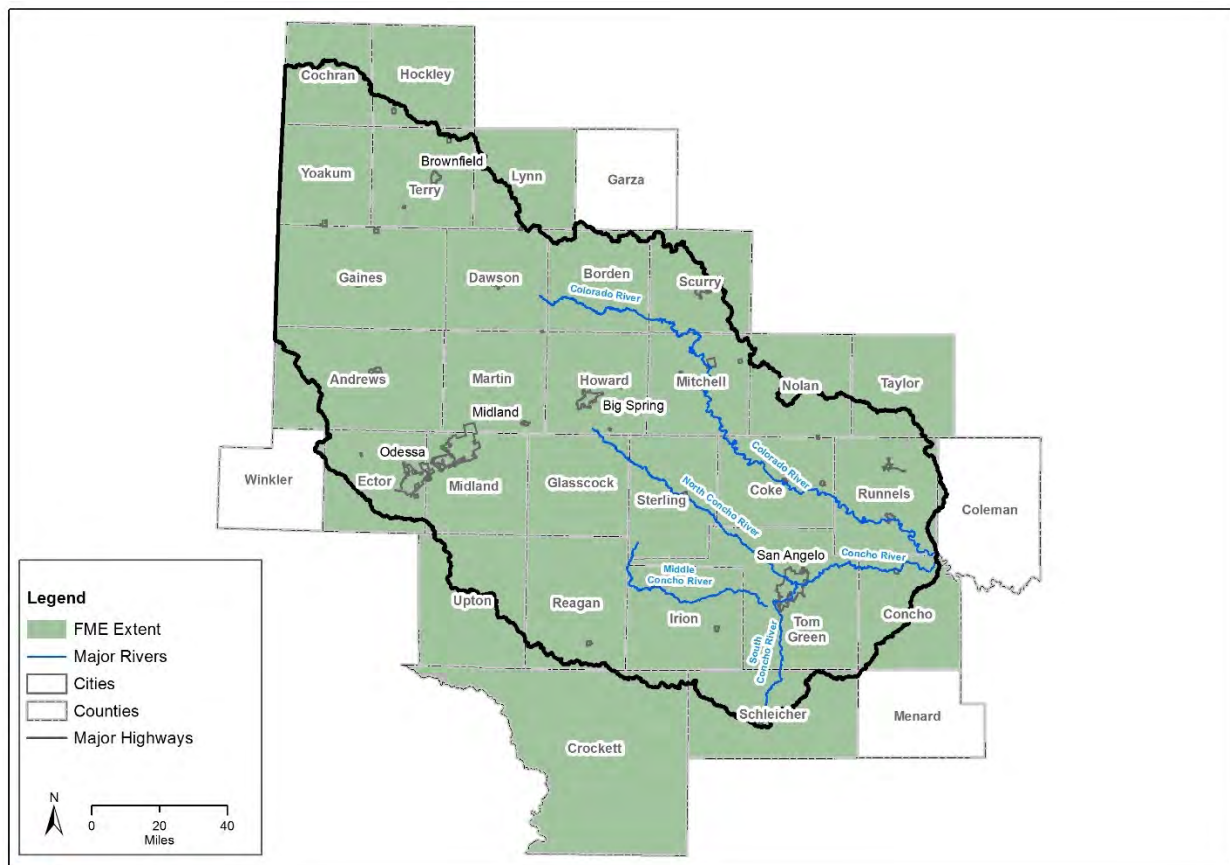 Cochran
Hockley
Brownfield
Yoakum
Terry
Lynn
Garza
Gaines
Dawson
Borden
Scurry
Colorado River
Andrews
Martin
Howard
Mitchell
Nolan
Taylor
Midland
Big Spring
Odessa
Winkler
Ector
Midland
Glasscock
Sterling
North Concho River
Coke
Colorado River
Runnels
Coleman
San Angelo
Concho River
Middle
Concho River
Upton
Reagan
Irion
Tom
Green
Concho
South
Concho River
Schleicher
Menard
Crockett
Legend
FME Extent
Major Rivers
Cities
Counties
Major Highways
N
0 20 40
Miles